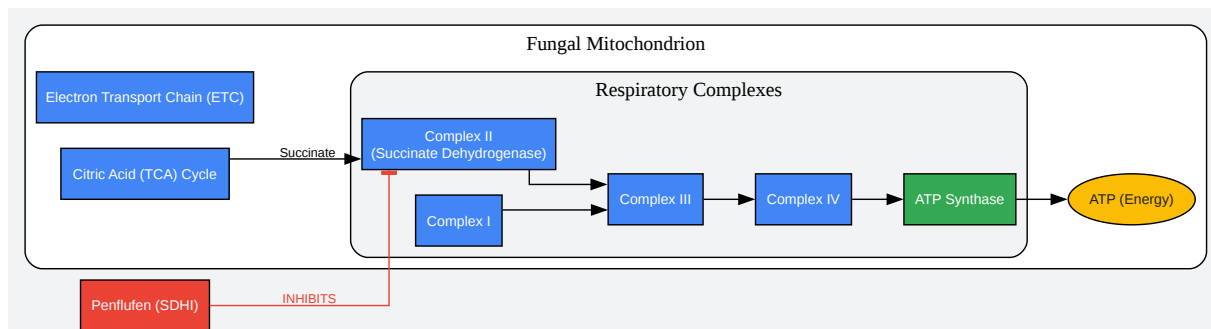 Fungal Mitochondrion
Electron Transport Chain (ETC)
Respiratory Complexes
Complex II
(Succinate Dehydrogenase)
Succinate
Citric Acid (TCA) Cycle
Complex I
Complex III
Complex IV
ATP Synthase
ATP (Energy)
Penflufen (SDHI)
INHIBITS